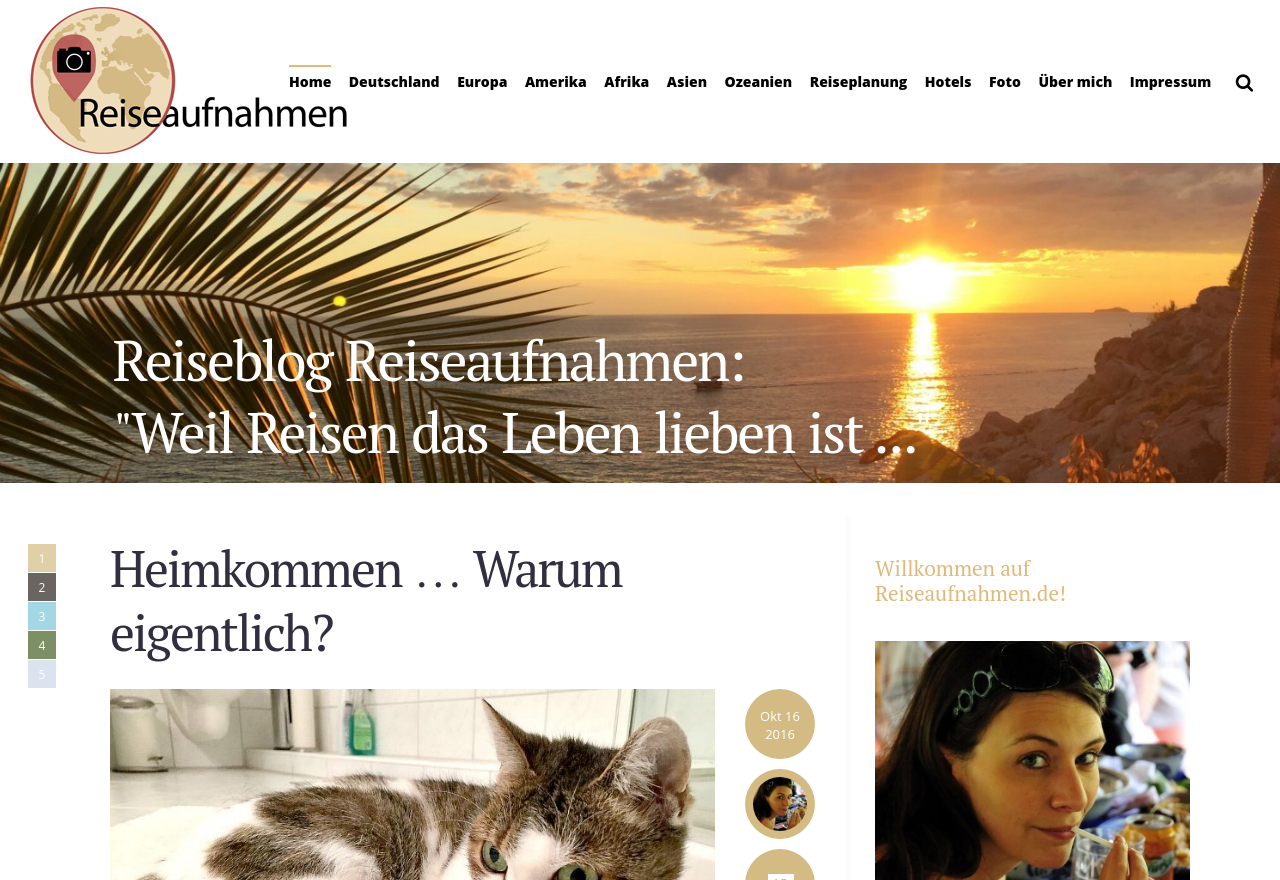 Reiseaufnahmen
Home Deutschland Europa Amerika Afrika Asien Ozeanien Reiseplanung Hotels Foto Über mich Impressum
Reiseblog Reiseaufnahmen:
"Weil Reisen das Leben lieben ist ..."
1
2
3
4
5
Heimkommen … Warum
eigentlich?
Okt 16
2016
Willkommen auf
Reiseaufnahmen.de!